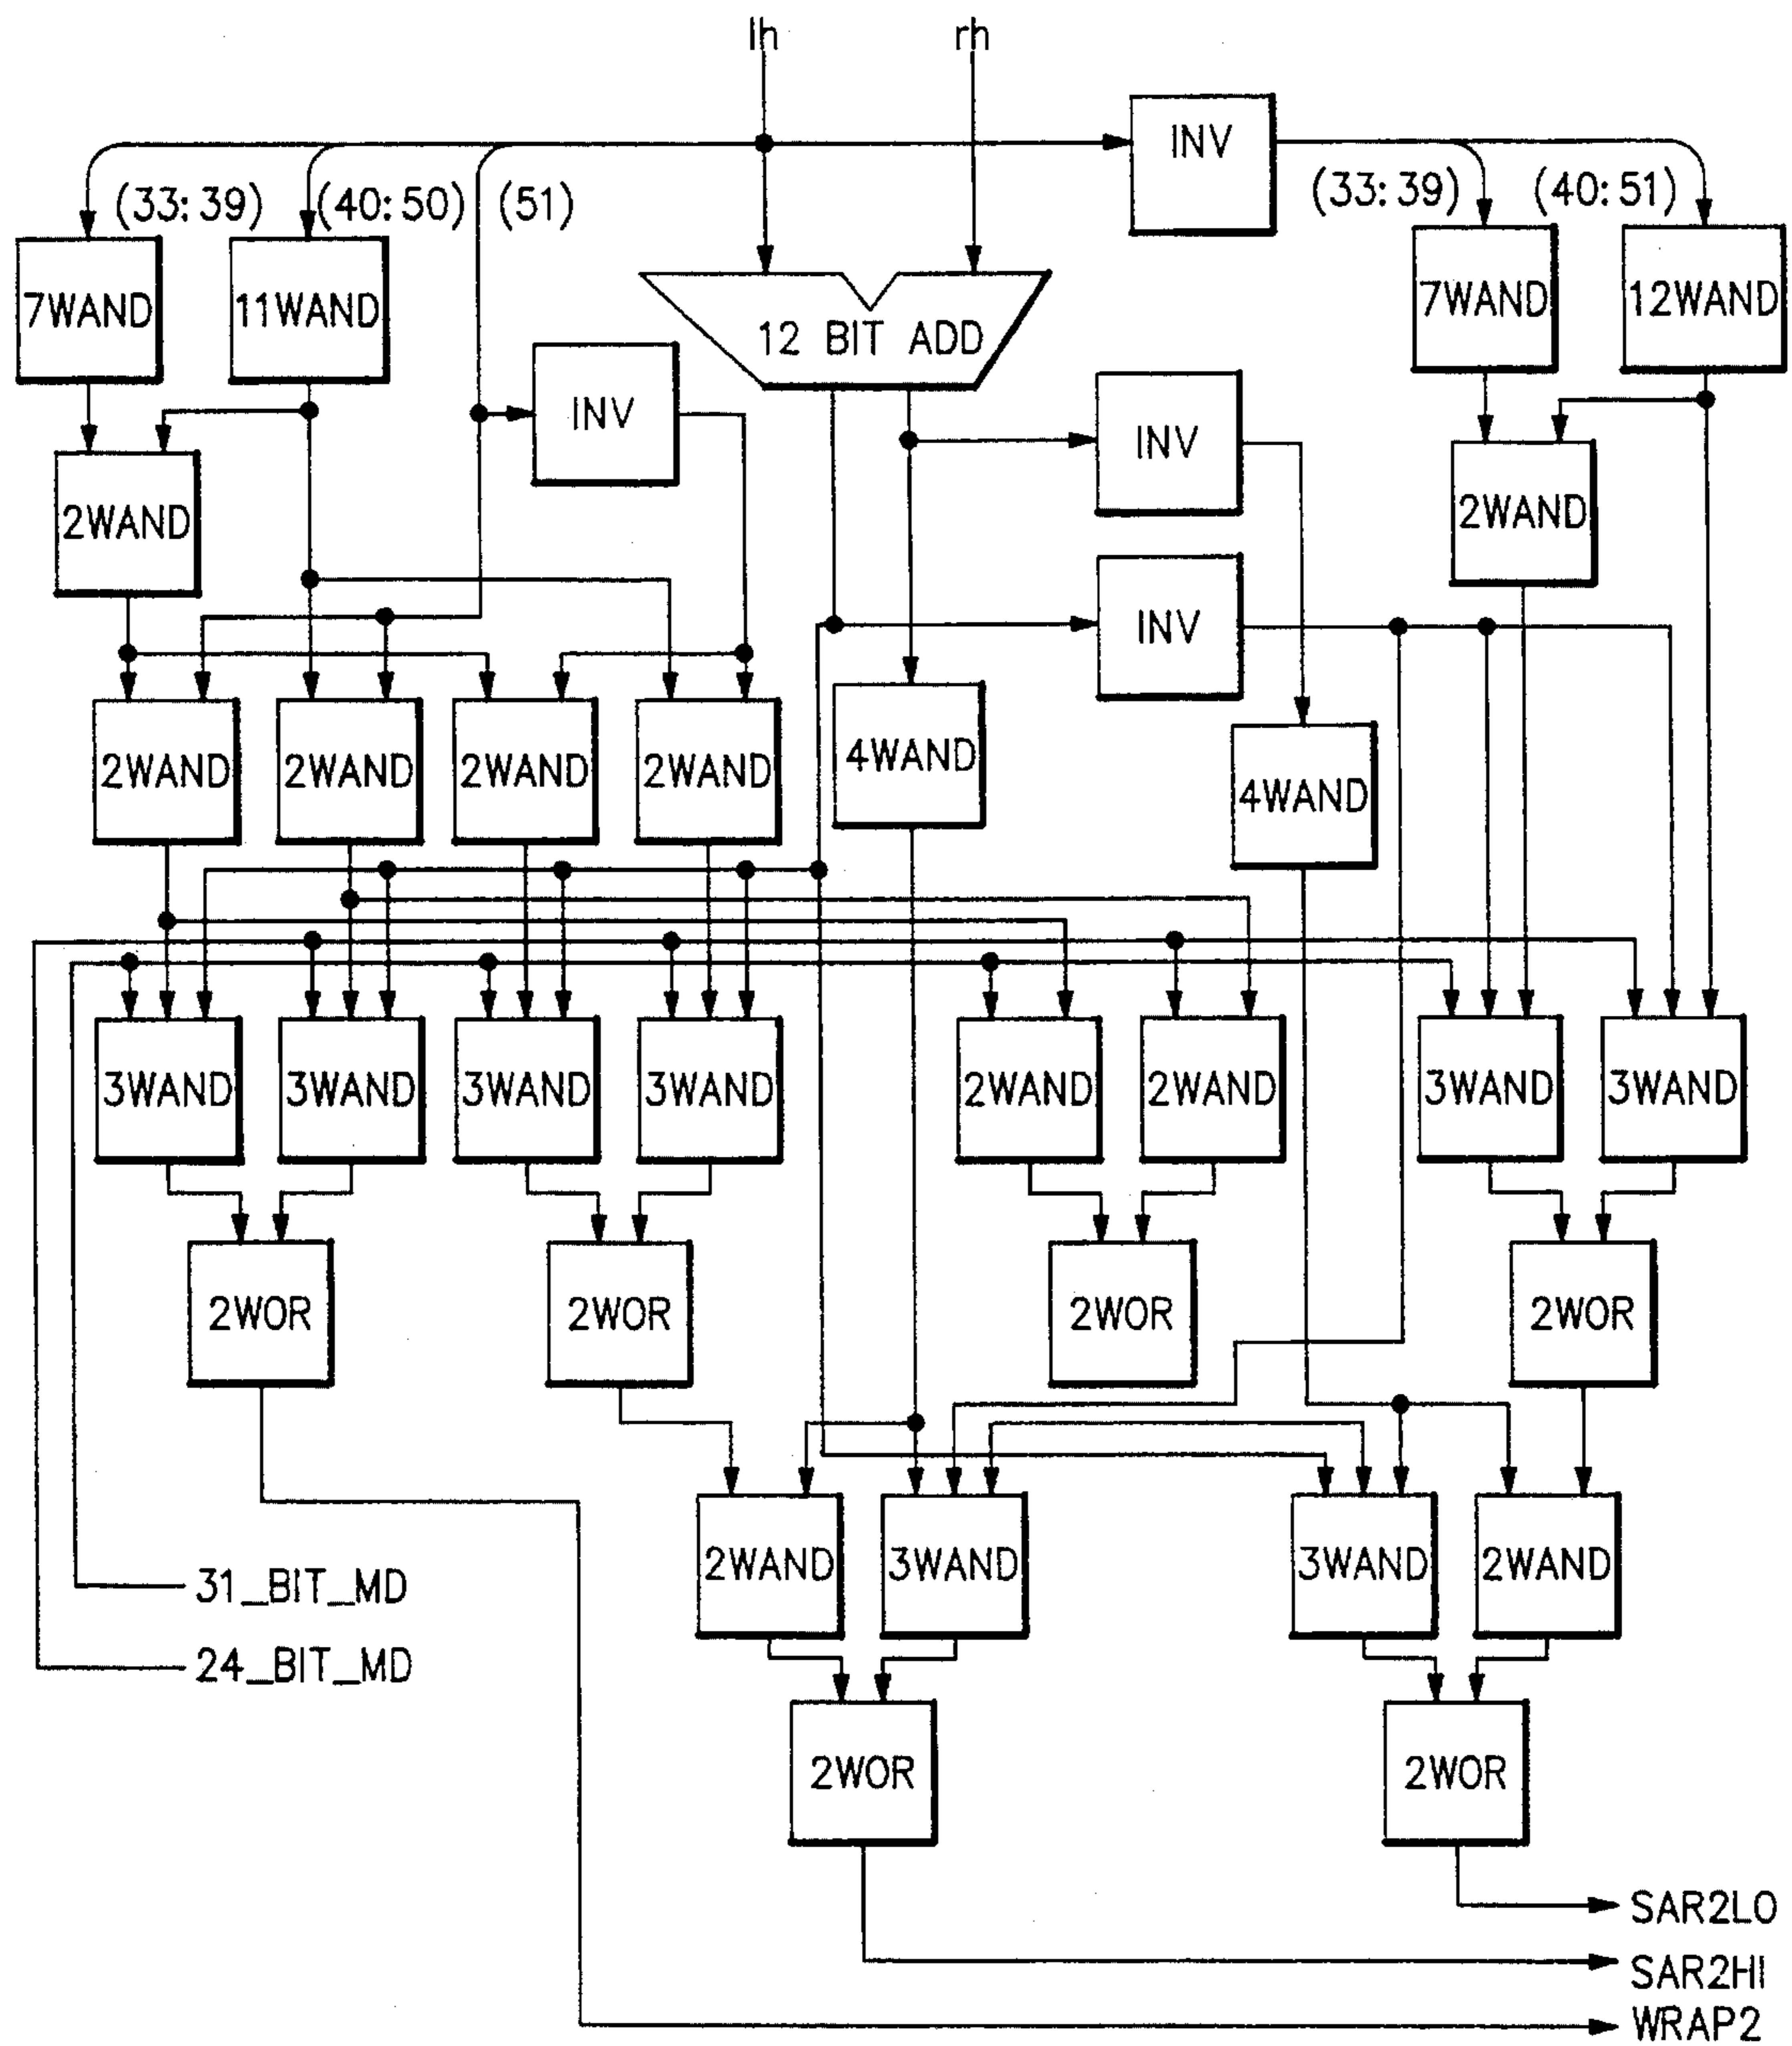 lh rh
INV
(33:39) (40:50) (51) (33:39) (40:51)
7WAND 11WAND 12 BIT ADD 7WAND 12WAND
INV INV
2WAND 2WAND
INV
2WAND 2WAND 2WAND 2WAND 4WAND 4WAND
3WAND 3WAND 3WAND 3WAND 2WAND 2WAND 3WAND 3WAND
2WOR 2WOR 2WOR 2WOR
2WAND 3WAND 3WAND 2WAND
31_BIT_MD
24_BIT_MD
2WOR 2WOR
SAR2LO
SAR2HI
WRAP2